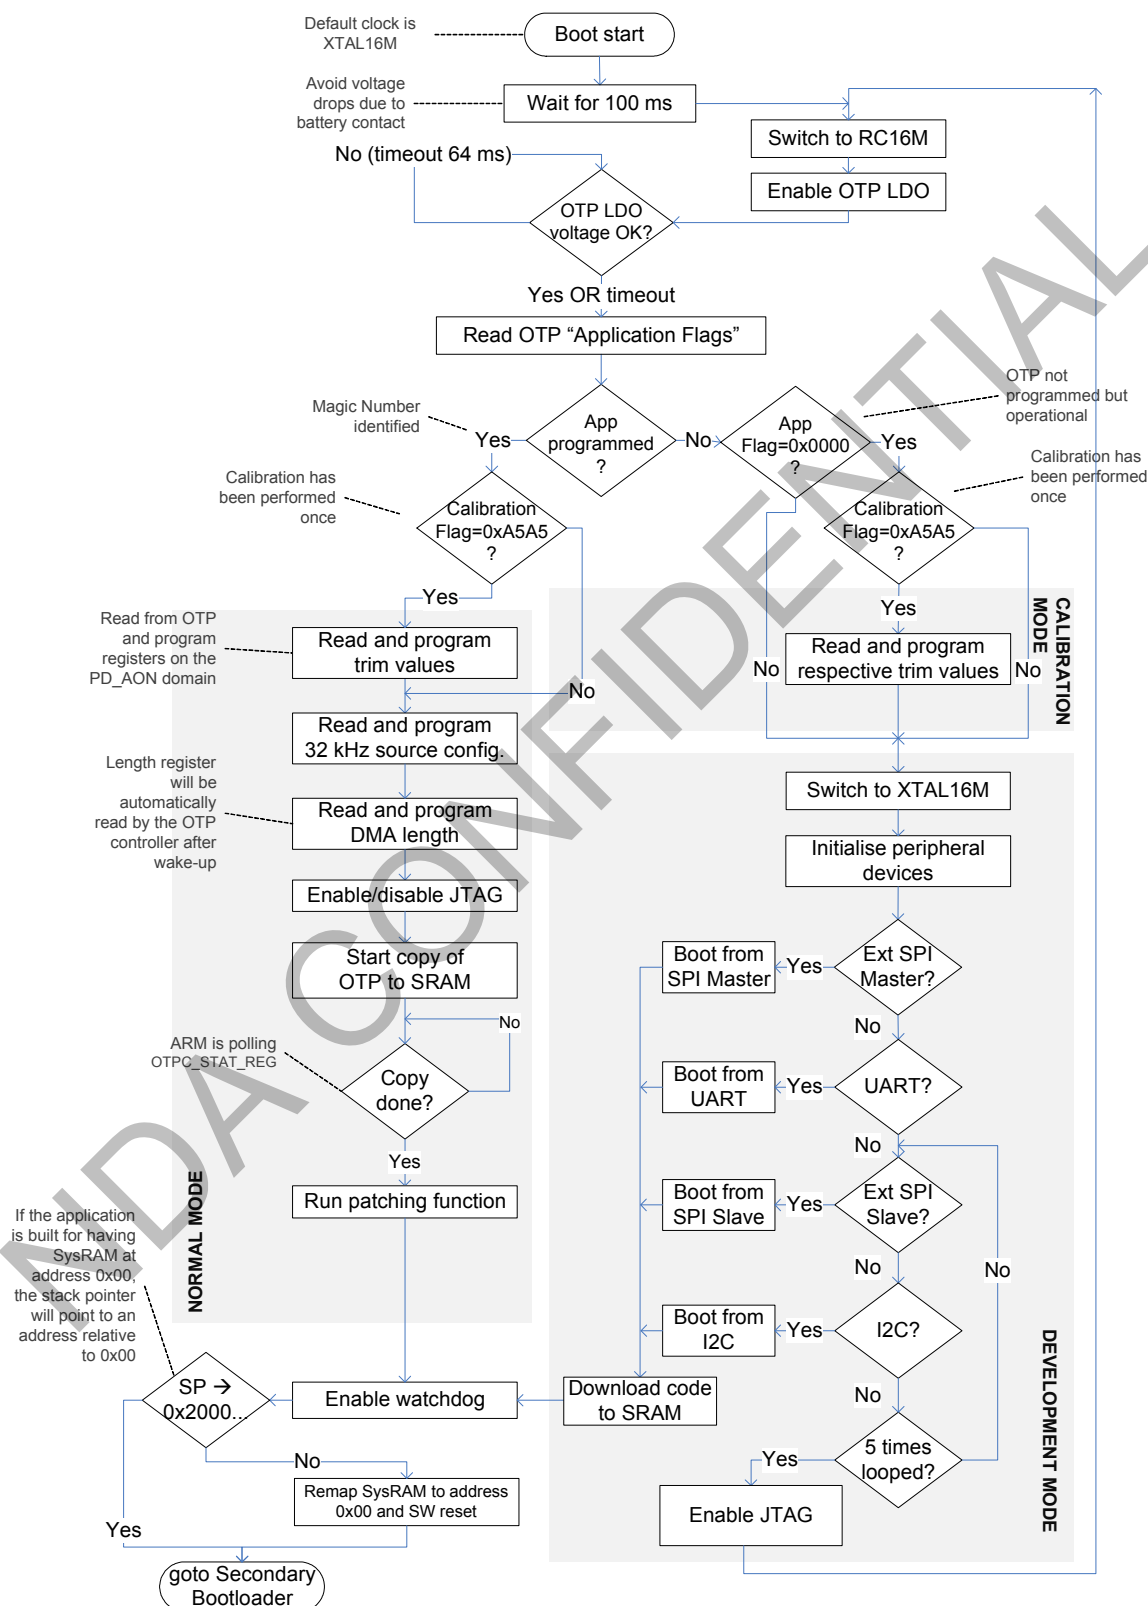 Default clock is
XTAL16M
Boot start
Avoid voltage
drops due to
battery contact
Wait for 100 ms
Switch to RC16M
No (timeout 64 ms)
Enable OTP LDO
OTP LDO
voltage OK?
Yes OR timeout
Read OTP “Application Flags”
OTP not
programmed but
operational
Magic Number
identified
Yes
App
programmed
?
No
App
Flag=0x0000
?
Yes
Calibration has
been performed
once
Calibration has
been performed
once
Calibration
Flag=0xA5A5
?
Calibration
Flag=0xA5A5
?
Yes
Yes
CALIBRATION
MODE
Read from OTP
and program
registers on the
PD_AON domain
Read and program
trim values
Read and program
respective trim values
No
No
No
Read and program
32 kHz source config.
Length register
will be
automatically
read by the OTP
controller after
wake-up
Read and program
DMA length
Switch to XTAL16M
Initialise peripheral
devices
Enable/disable JTAG
Start copy of
OTP to SRAM
Boot from
SPI Master
Yes
Ext SPI
Master?
No
No
ARM is polling
OTPC_STAT_REG
Copy
done?
Boot from
UART
Yes
UART?
No
Yes
Run patching function
NORMAL MODE
Boot from
SPI Slave
Yes
Ext SPI
Slave?
No
No
If the application
is built for having
SysRAM at
address 0x00,
the stack pointer
will point to an
address relative
to 0x00
Boot from
I2C
Yes
I2C?
No
DEVELOPMENT MODE
SP →
0x2000...
Enable watchdog
Download code
to SRAM
5 times
looped?
Yes
No
Remap SysRAM to address
0x00 and SW reset
Enable JTAG
Yes
goto Secondary
Bootloader
NDA CONFIDENTIAL